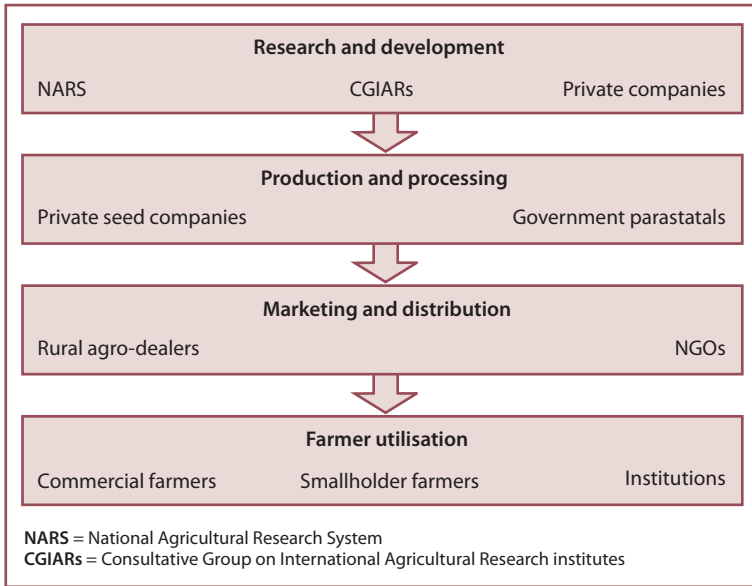 Research and development
NARS CGIARs Private companies
Production and processing
Private seed companies Government parastatals
Marketing and distribution
Rural agro-dealers NGOs
Farmer utilisation
Commercial farmers Smallholder farmers Institutions
NARS = National Agricultural Research System
CGIARs = Consultative Group on International Agricultural Research institutes